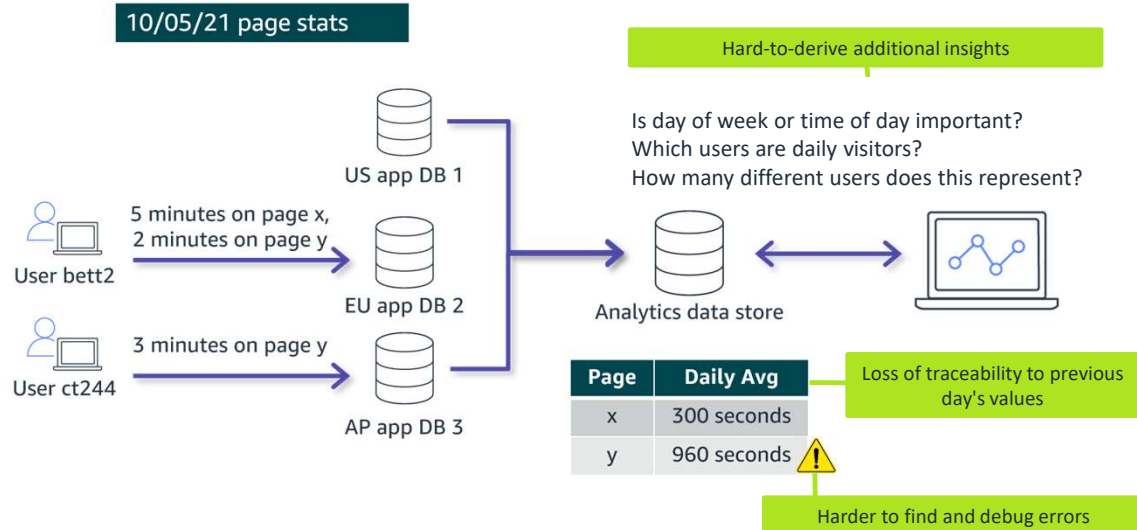 10/05/21 page stats
Hard-to-derive additional insights
Is day of week or time of day important?
Which users are daily visitors?
How many different users does this represent?
US app DB 1
5 minutes on page x,
2 minutes on page y
User bett2
EU app DB 2
Analytics data store
3 minutes on page y
User ct244
AP app DB 3
Page Daily Avg
x 300 seconds
y 960 seconds
Loss of traceability to previous
day's values
Harder to find and debug errors